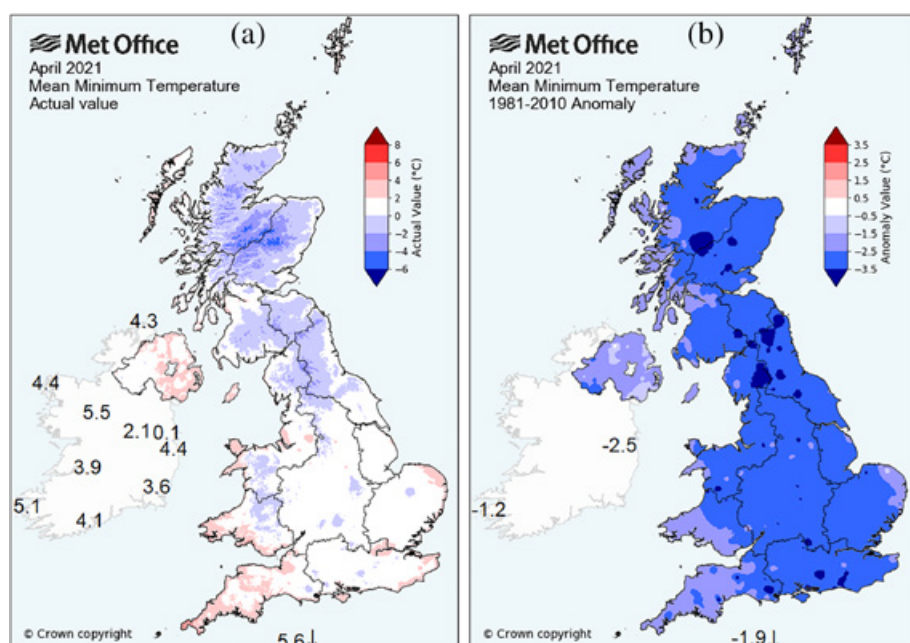 Met Office (a)
April 2021
Mean Minimum Temperature
Actual value
8
6
4
2
0
−2
−4
−6
Actual Value (°C)
4.3
4.4
5.5
2.10.1
4.4
3.9
3.6
5.1
4.1
5.6
© Crown copyright
Met Office (b)
April 2021
Mean Minimum Temperature
1981-2010 Anomaly
3.5
2.5
1.5
0.5
−0.5
−1.5
−2.5
−3.5
Anomaly Value (°C)
-2.5
-1.2
-1.9
© Crown copyright